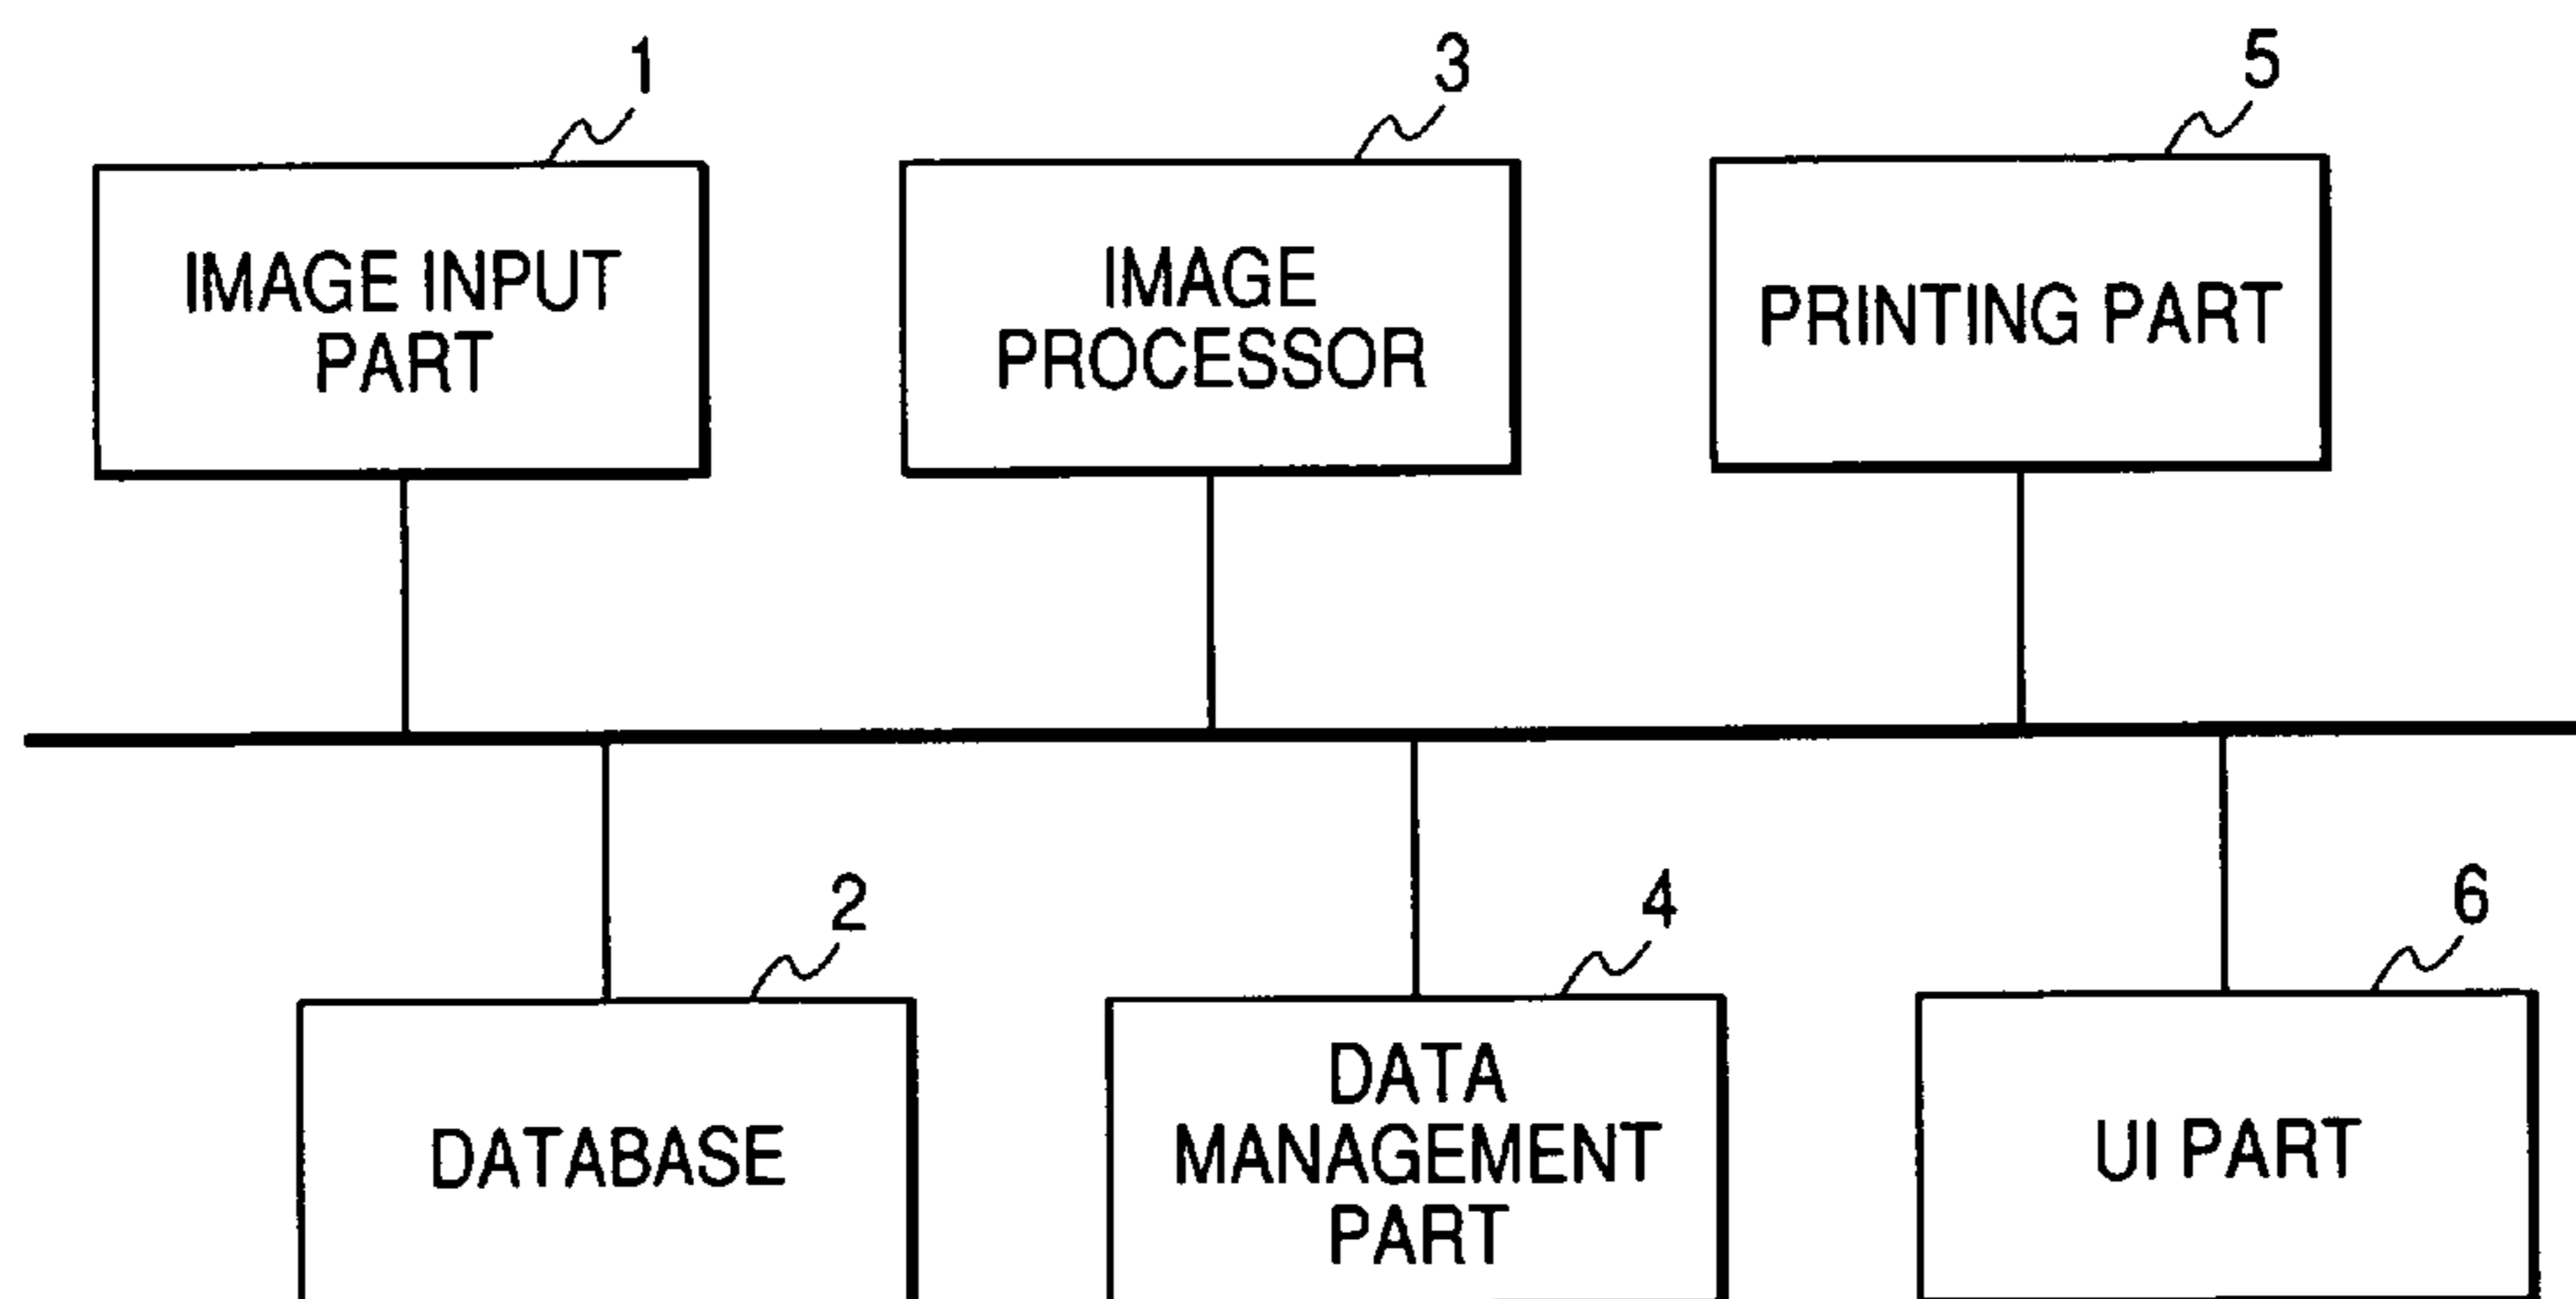 1
3
5
IMAGE INPUT
PART
IMAGE
PROCESSOR
PRINTING PART
2
4
6
DATABASE
DATA
MANAGEMENT
PART
UI PART